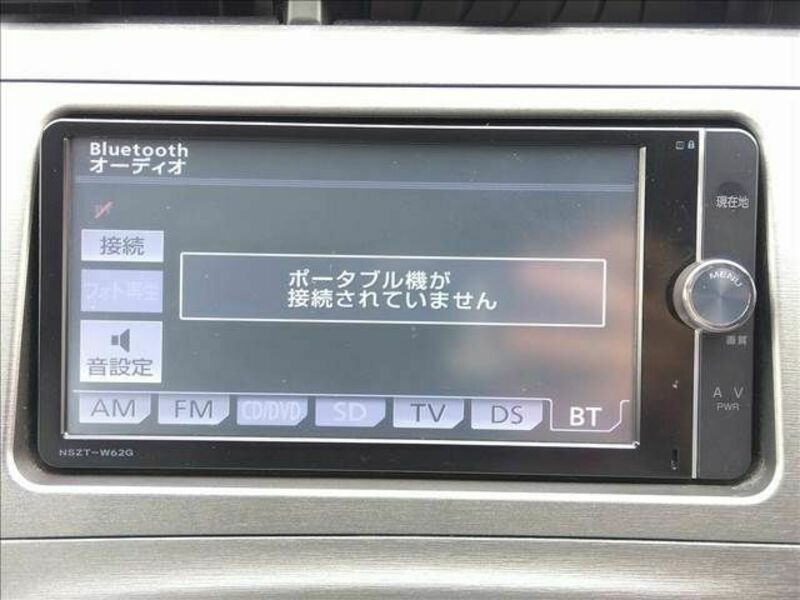 Bluetooth
オーディオ
接続
フォト再生
音設定
ポータブル機が
接続されていません
AM FM CD/DVD SD TV DS BT
NSZT-W62G
現在地
MENU
画質
A V
PWR